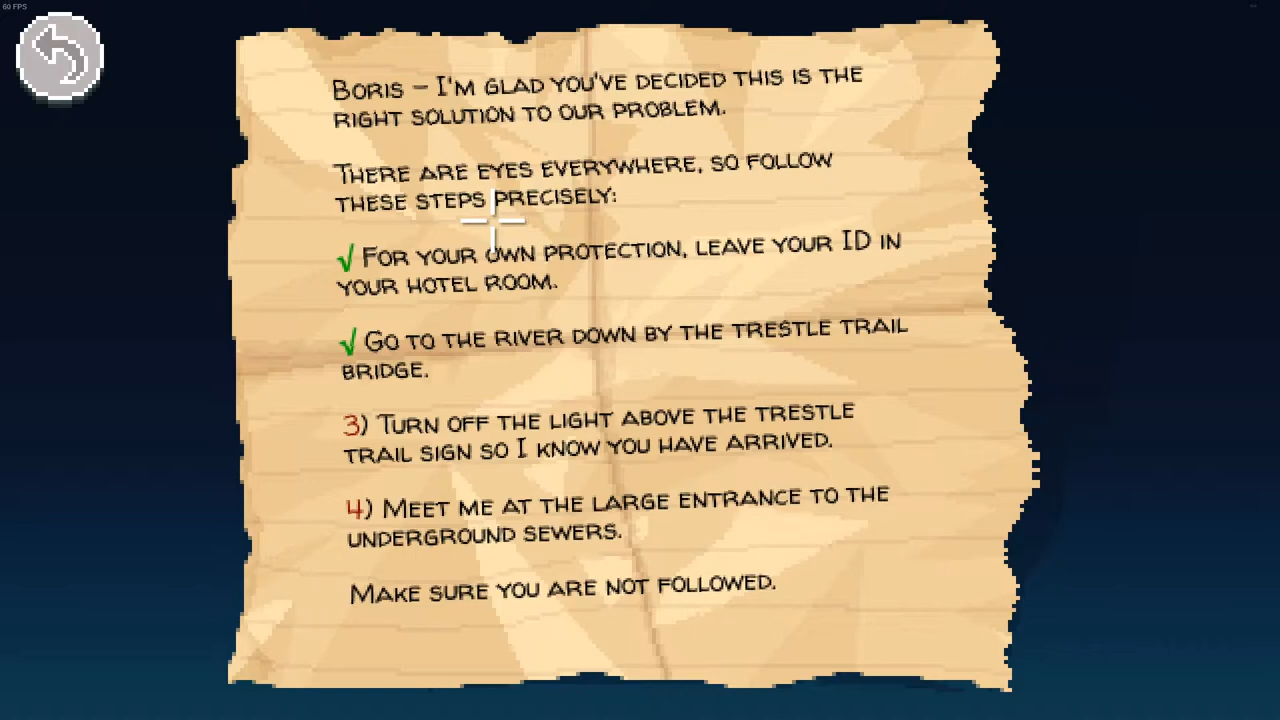 60 FPS
Boris – I'm glad you've decided this is the
right solution to our problem.
There are eyes everywhere, so follow
these steps precisely:
√ For your own protection, leave your ID in
your hotel room.
√ Go to the river down by the trestle trail
bridge.
3) Turn off the light above the trestle
trail sign so I know you have arrived.
4) Meet me at the large entrance to the
underground sewers.
Make sure you are not followed.